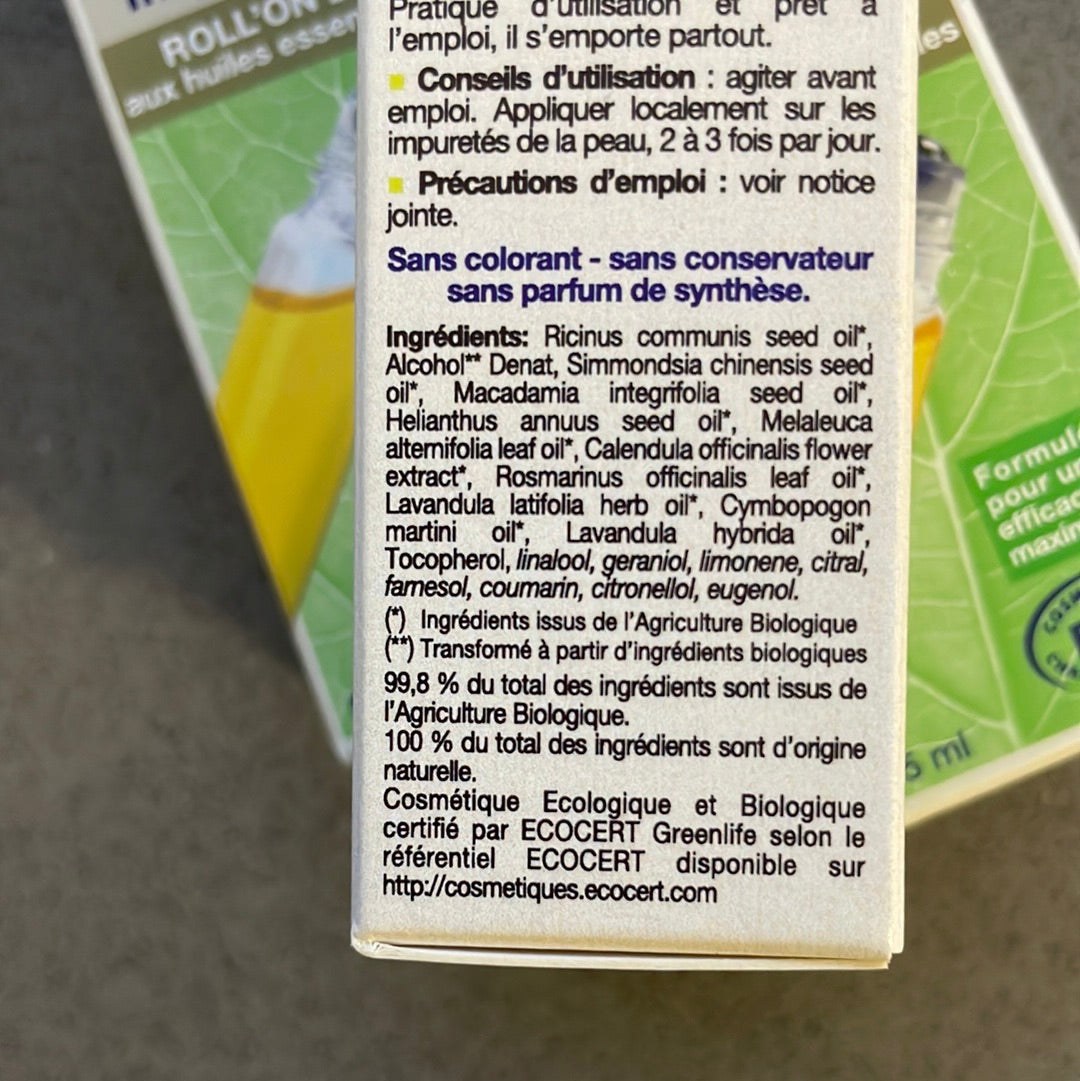 ROLL'ON
aux huiles
Pratique d'utilisation et prêt à
l'emploi, il s'emporte partout.
Conseils d'utilisation : agiter avant
emploi. Appliquer localement sur les
impuretés de la peau, 2 à 3 fois par jour.
Précautions d'emploi : voir notice
jointe.
Sans colorant - sans conservateur
sans parfum de synthèse.
Ingrédients: Ricinus communis seed oil*,
Alcohol** Denat, Simmondsia chinensis seed
oil*, Macadamia integrifolia seed oil*,
Helianthus annuus seed oil*, Melaleuca
alternifolia leaf oil*, Calendula officinalis flower
extract*, Rosmarinus officinalis leaf oil*,
Lavandula latifolia herb oil*, Cymbopogon
martini oil*, Lavandula hybrida oil*,
Tocopherol, linalool, geraniol, limonene, citral,
farnesol, coumarin, citronellol, eugenol.
(*) Ingrédients issus de l'Agriculture Biologique
(**) Transformé à partir d'ingrédients biologiques
99,8 % du total des ingrédients sont issus de
l'Agriculture Biologique.
100 % du total des ingrédients sont d'origine
naturelle.
Cosmétique Ecologique et Biologique
certifié par ECOCERT Greenlife selon le
référentiel ECOCERT disponible sur
http://cosmetiques.ecocert.com
pour
5 ml